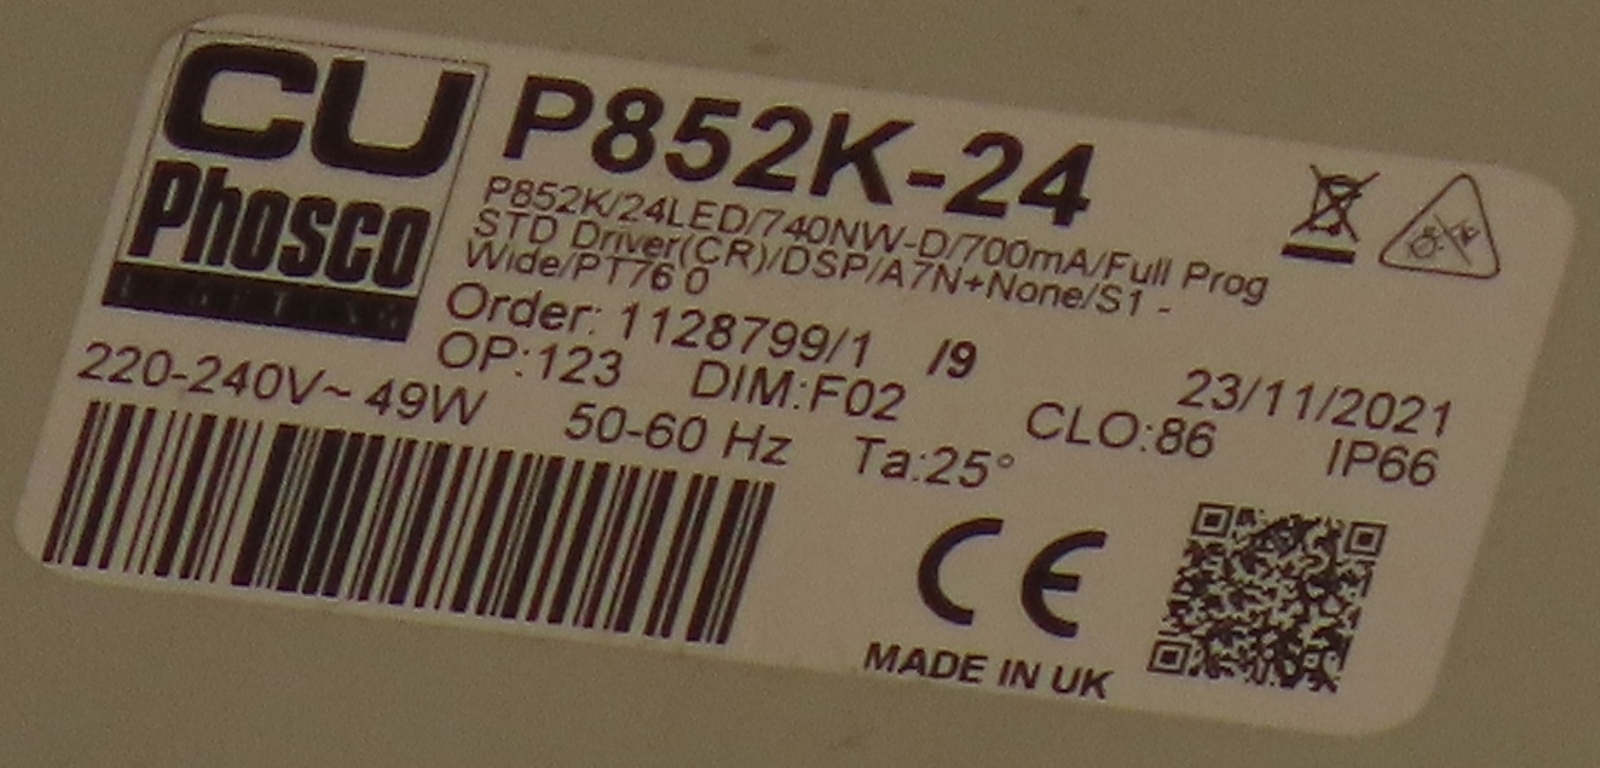 CU
Phosco
LIGHTING
P852K-24
P852K/24LED/740NW-D/700mA/Full Prog
STD Driver(CR)/DSP/A7N+None/S1 -
Wide/PT76 0
Order: 1128799/1 /9
23/11/2021
OP:123 DIM:F02 CLO:86 IP66
220-240V~ 49W 50-60 Hz Ta:25°
CE
MADE IN UK